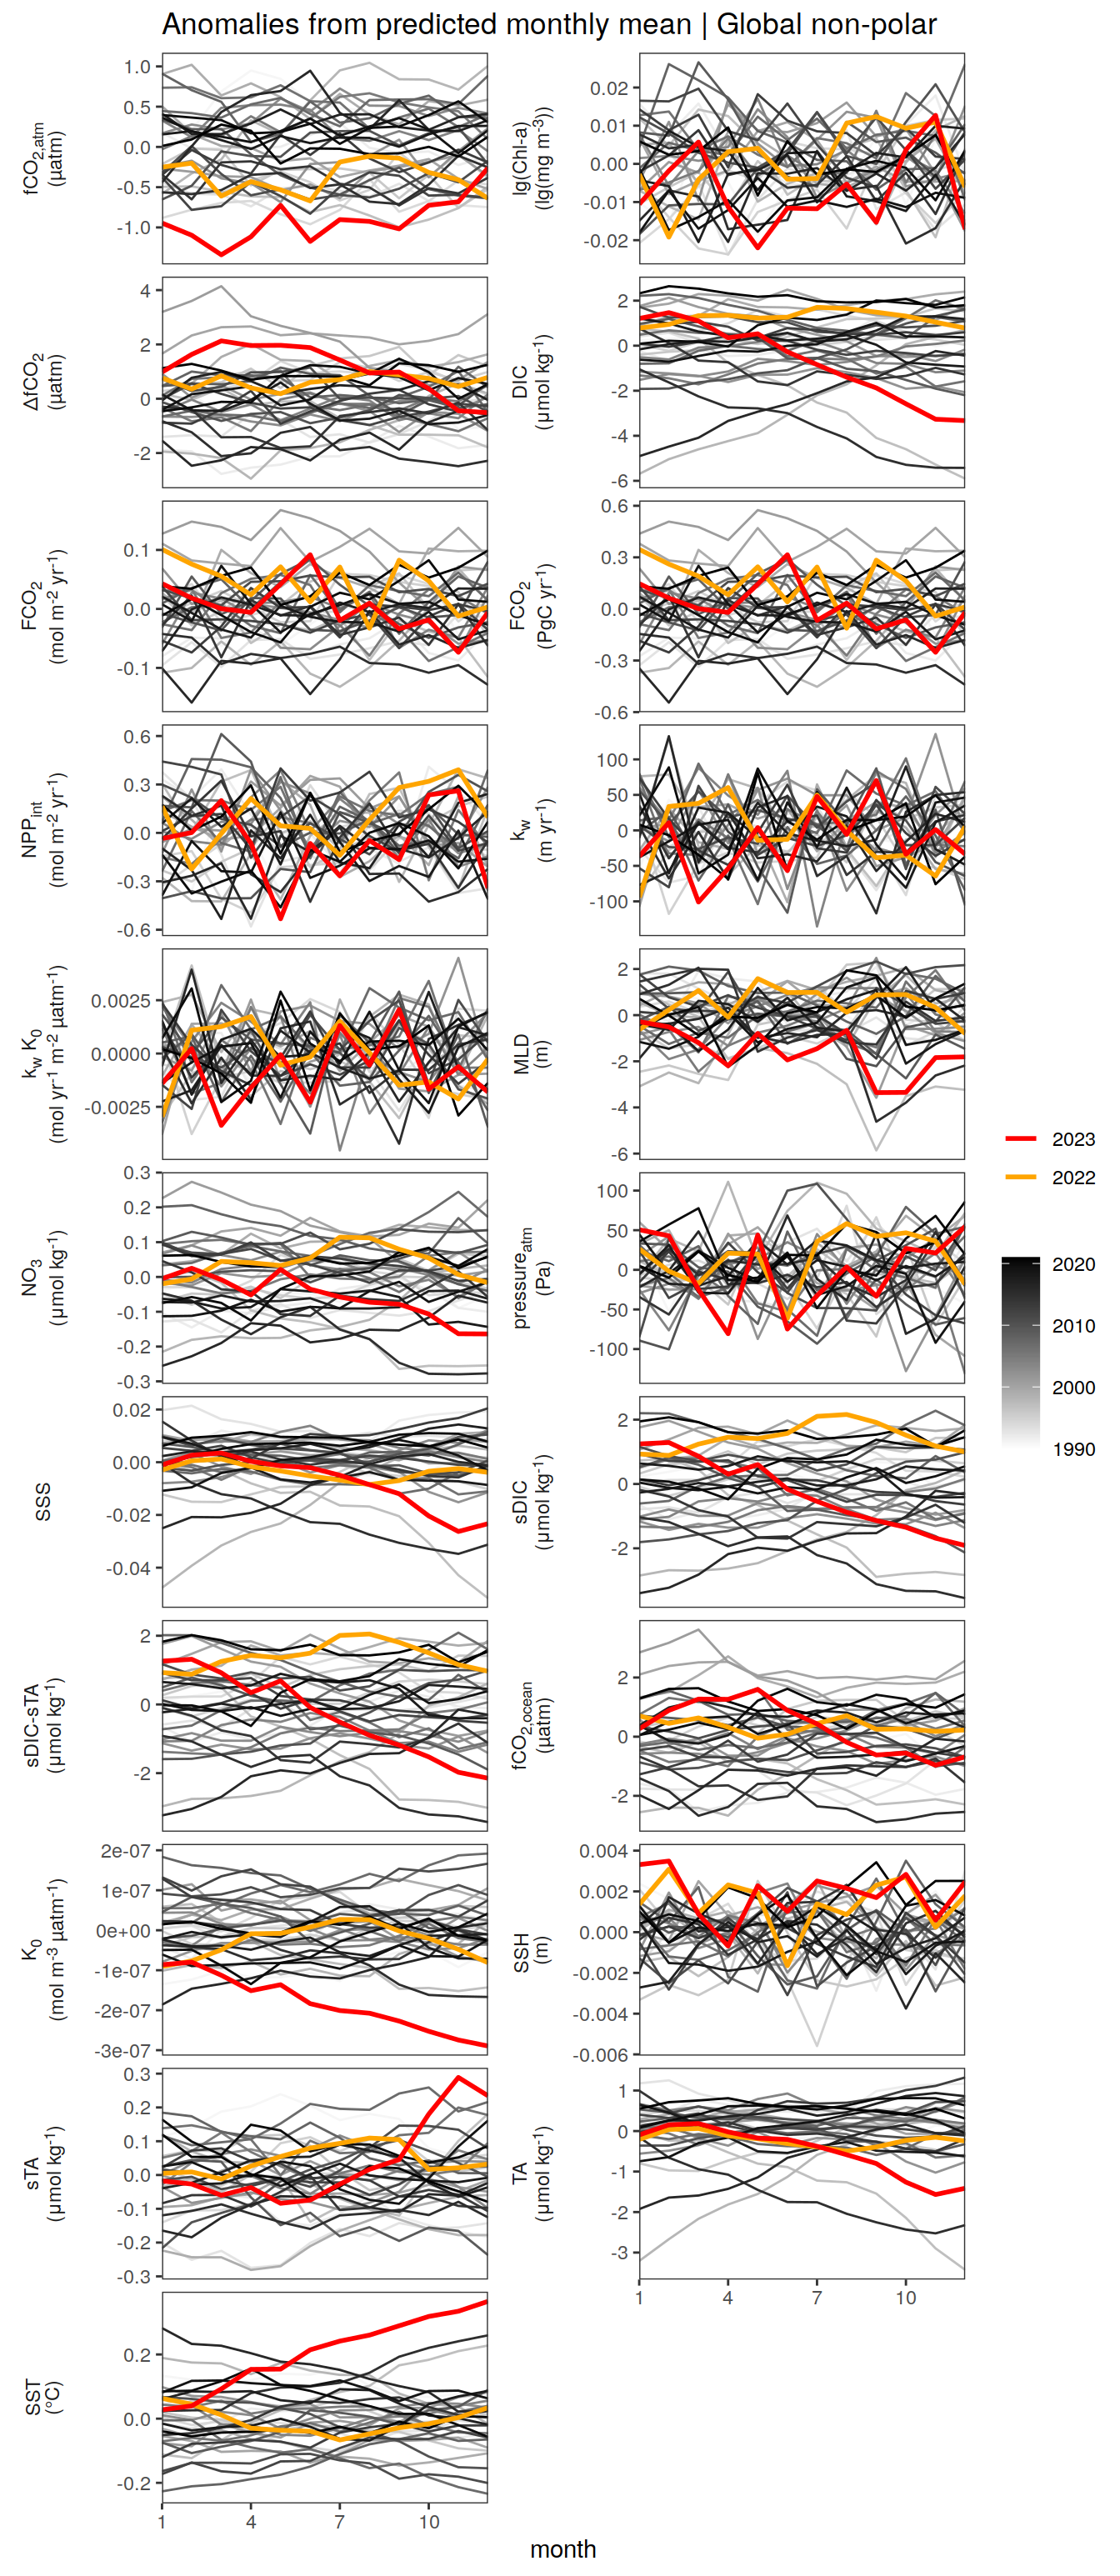 Anomalies from predicted monthly mean | Global non-polar
fCO2,atm
(µatm)
1.0
0.5
0.0
-0.5
-1.0
lg(Chl-a)
(lg(mg m-3))
0.02
0.01
0.00
-0.01
-0.02
ΔfCO2
(µatm)
4
2
0
-2
DIC
(µmol kg-1)
2
0
-2
-4
-6
FCO2
(mol m-2 yr-1)
0.1
0.0
-0.1
FCO2
(PgC yr-1)
0.6
0.3
0.0
-0.3
-0.6
NPPint
(mol m-2 yr-1)
0.6
0.3
0.0
-0.3
-0.6
kw
(m yr-1)
100
50
0
-50
-100
kw K0
(mol yr-1 m-2 µatm-1)
0.0025
0.0000
-0.0025
MLD
(m)
2
0
-2
-4
-6
NO3
(µmol kg-1)
0.3
0.2
0.1
0.0
-0.1
-0.2
-0.3
pressureatm
(Pa)
100
50
0
-50
-100
SSS
0.02
0.00
-0.02
-0.04
sDIC
(µmol kg-1)
2
0
-2
sDIC-sTA
(µmol kg-1)
2
0
-2
fCO2,ocean
(µatm)
2
0
-2
K0
(mol m-3 µatm-1)
2e-07
1e-07
0e+00
-1e-07
-2e-07
-3e-07
SSH
(m)
0.004
0.002
0.000
-0.002
-0.004
-0.006
sTA
(µmol kg-1)
0.3
0.2
0.1
0.0
-0.1
-0.2
-0.3
TA
(µmol kg-1)
1
0
-1
-2
-3
1 4 7 10
SST
(°C)
0.2
0.0
-0.2
1 4 7 10
month
2023
2022
2020
2010
2000
1990